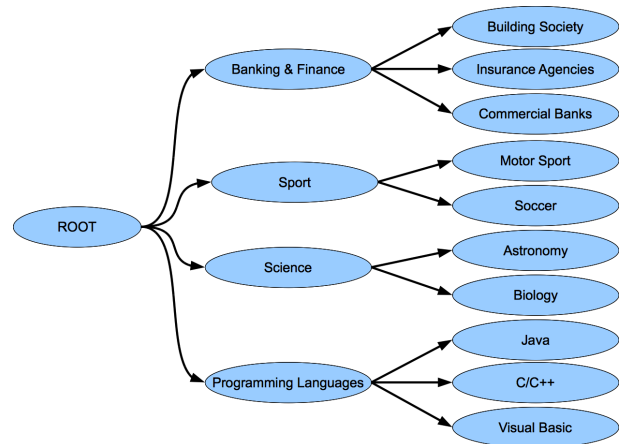 Building Society
Banking & Finance
Insurance Agencies
Commercial Banks
Motor Sport
Sport
Soccer
ROOT
Astronomy
Science
Biology
Java
Programming Languages
C/C++
Visual Basic